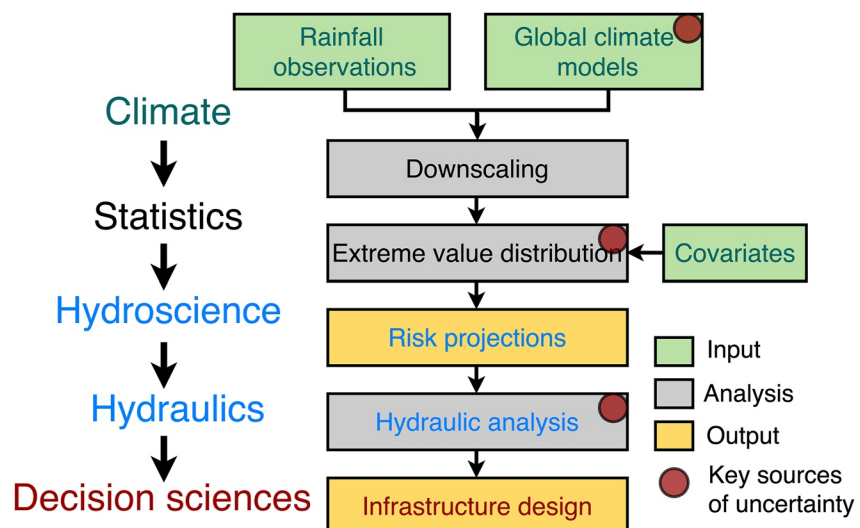 Rainfall
observations
Global climate
models
Climate
Downscaling
Statistics
Extreme value distribution
Covariates
Hydroscience
Risk projections
Input
Hydraulics
Hydraulic analysis
Analysis
Output
Decision sciences
Infrastructure design
Key sources
of uncertainty